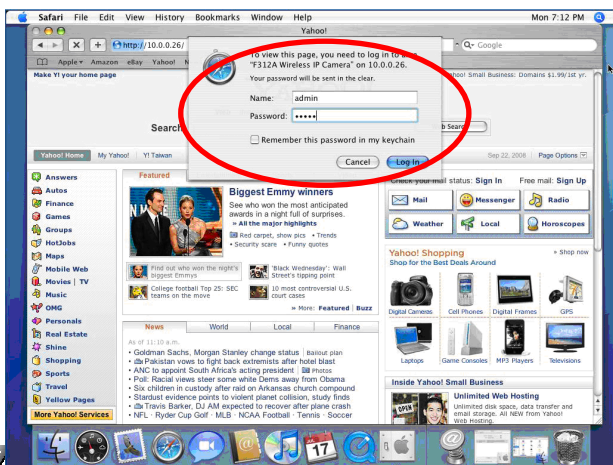 Safari File Edit View History Bookmarks Window Help Mon 7:12 PM
Yahoo!
http://10.0.0.26/
Google
Apple Amazon eBay Yahoo!
To view this page, you need to log in to
"F312A Wireless IP Camera" on 10.0.0.26.
Your password will be sent in the clear.
Name: admin
Password: •••••
Remember this password in my keychain
Cancel Log In
Make Y! your home page
Small Business: Domains $1.99/1st yr.
Search
Yahoo! Home My Yahoo! Y! Taiwan
Sep 22, 2008 Page Options
Answers
Autos
Finance
Games
Groups
HotJobs
Maps
Mobile Web
Movies | TV
Music
OMG
Personals
Real Estate
Shine
Shopping
Sports
Travel
Yellow Pages
More Yahoo! Services
Featured
Biggest Emmy winners
See who won the most anticipated
awards in a night full of surprises.
» All the major highlights
Red carpet, show pics • Trends
• Security scare • Funny quotes
Find out who won the night's
biggest Emmys
'Black Wednesday': Wall
Street's tipping point
College football Top 25: SEC
teams on the move
10 most controversial U.S.
court cases
» More: Featured | Buzz
News World Local Finance
As of 11:10 a.m.
• Goldman Sachs, Morgan Stanley change status | Bailout plan
• Pakistan vows to fight back extremists after hotel blast
• ANC to appoint South Africa's acting president | Photos
• Poll: Racial views steer some white Dems away from Obama
• Six children in custody after raid on Arkansas church compound
• Stardust evidence points to violent planet collision, study finds
• Travis Barker, DJ AM expected to recover after plane crash
• NFL · Ryder Cup Golf · MLB · NCAA Football · Tennis · Soccer
Check your mail status: Sign In Free mail: Sign Up
Mail Messenger Radio
Weather Local Horoscopes
Yahoo! Shopping » Shop now
Shop for the Best Deals Around
Digital Cameras Cell Phones Digital Frames GPS
Laptops Game Consoles MP3 Players Televisions
Inside Yahoo! Small Business
OPEN
Unlimited Web Hosting
Unlimited disk space, data transfer and
email storage. All NEW from Yahoo!
Web Hosting.
17